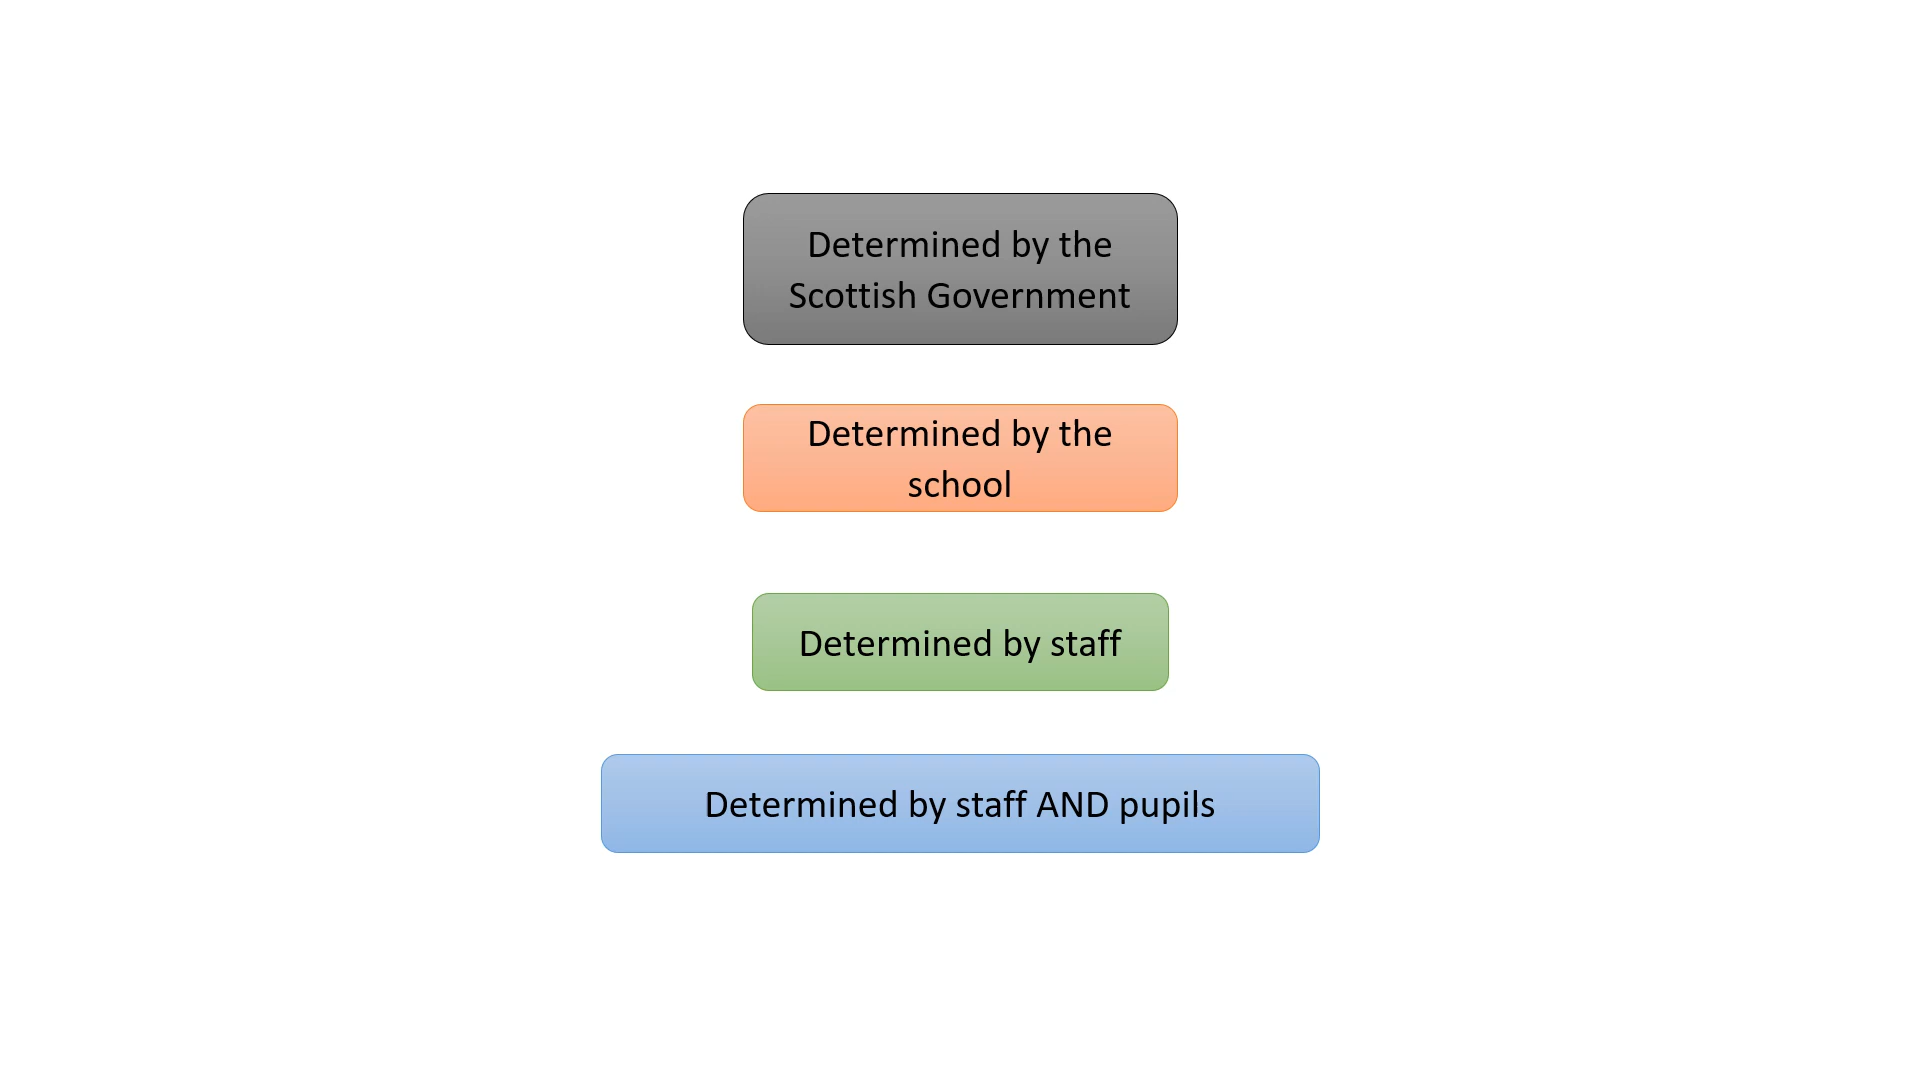 Determined by the
Scottish Government
Determined by the
school
Determined by staff
Determined by staff AND pupils